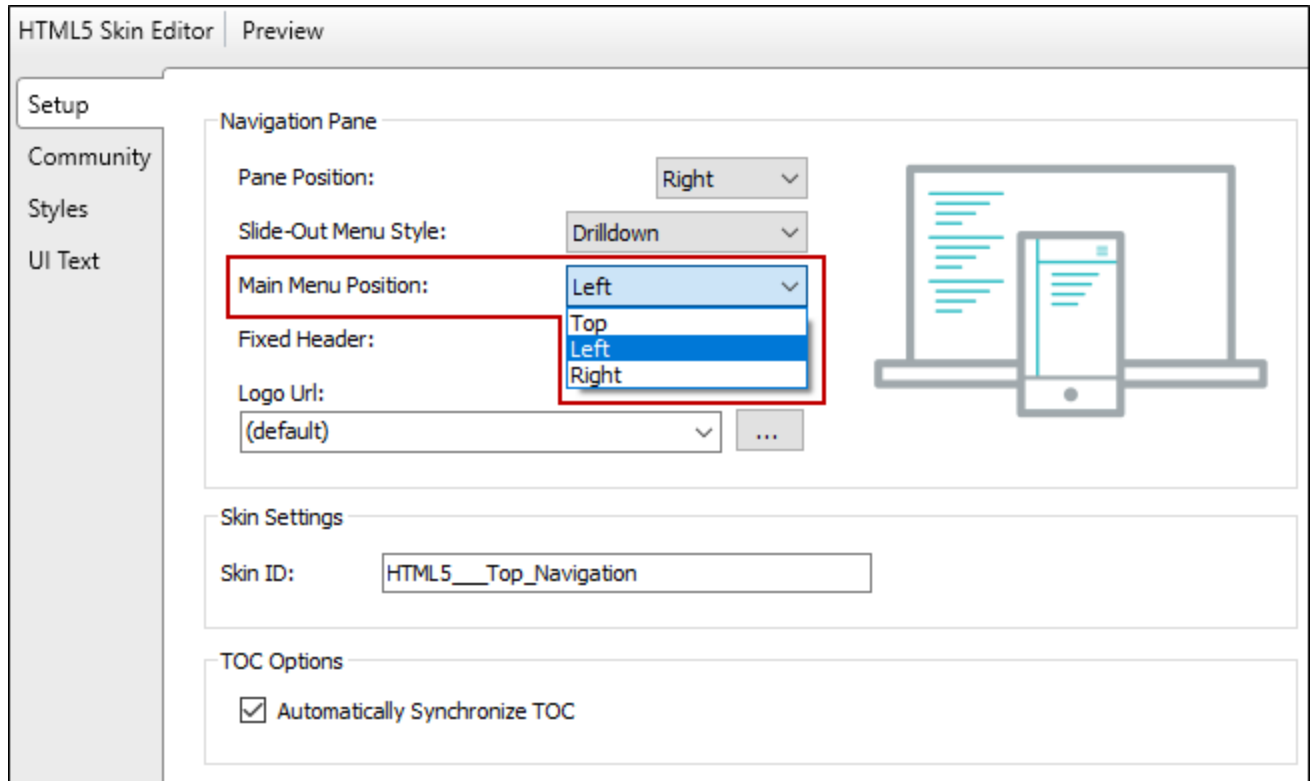 HTML5 Skin Editor Preview
Setup
Community
Styles
UI Text
Navigation Pane
Pane Position: Right
Slide-Out Menu Style: Drilldown
Main Menu Position: Left
Top
Left
Right
Fixed Header:
Logo Url:
(default) ...
Skin Settings
Skin ID: HTML5___Top_Navigation
TOC Options
Automatically Synchronize TOC